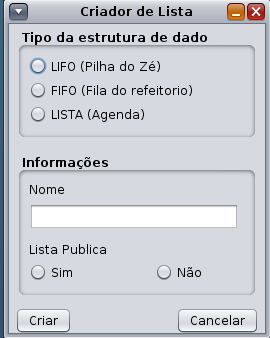 Criador de Lista
Tipo da estrutura de dado
LIFO (Pilha do Zé)
FIFO (Fila do refeitorio)
LISTA (Agenda)
Informações
Nome
Lista Publica
Sim Não
Criar Cancelar